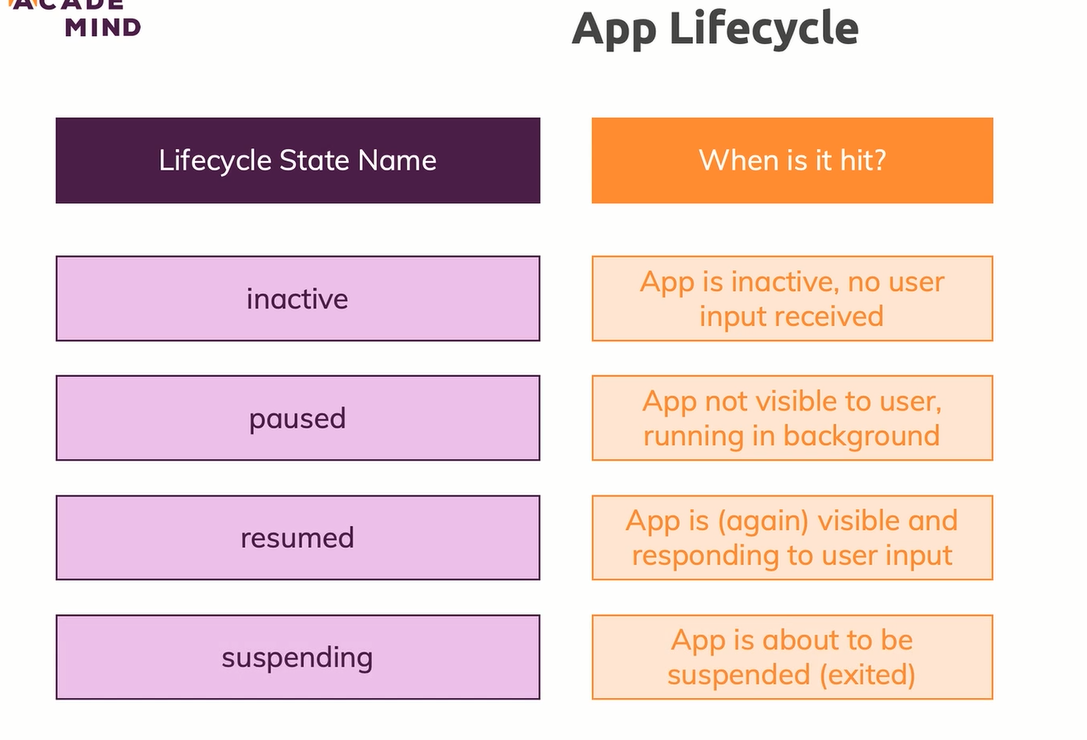 ACADE
MIND
App Lifecycle
Lifecycle State Name
When is it hit?
inactive
App is inactive, no user
input received
paused
App not visible to user,
running in background
resumed
App is (again) visible and
responding to user input
suspending
App is about to be
suspended (exited)